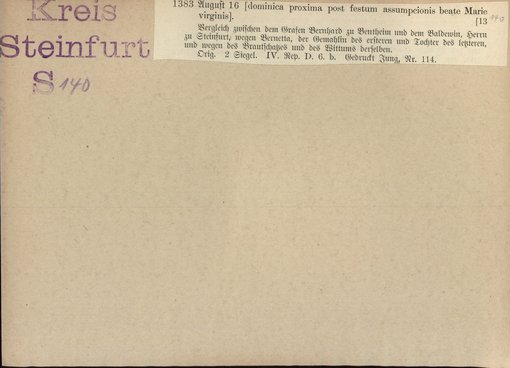 Kreis
Steinfurt
S 140
1383 August 16 [dominica proxima post festum assumpcionis beate Marie
virginis]. [13
140
Vergleich zwischen dem Grafen Bernhard zu Bentheim und dem Baldewin, Herrn
zu Steinfurt, wegen Bernetta, der Gemahlin des ersteren und Tochter des letzteren,
und wegen des Brautschatzes und des Wittums derselben.
Orig. 2 Siegel. IV. Rep. D. 6. b. Gedruckt Jung, Nr. 114.